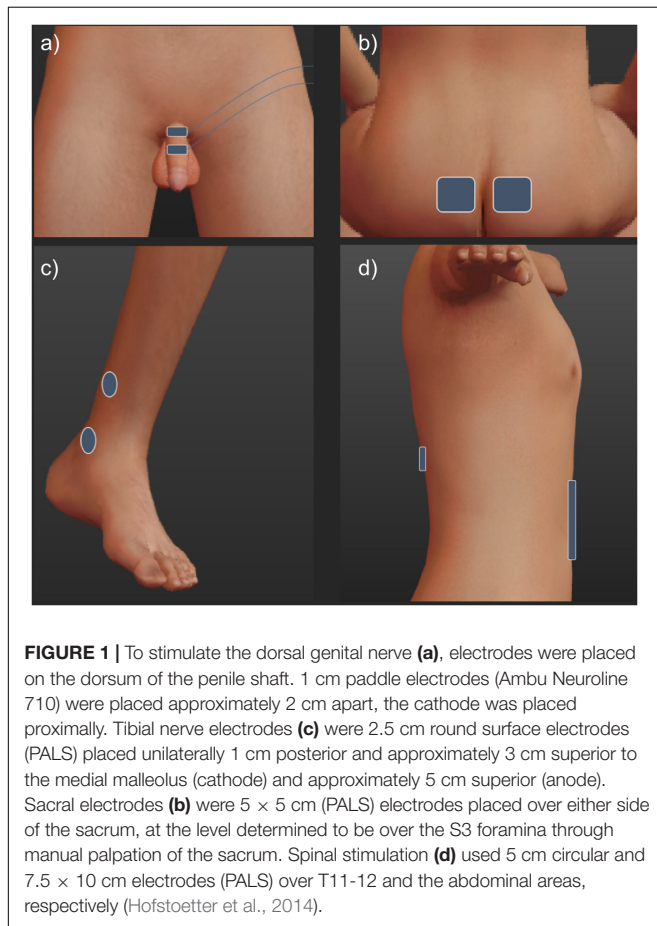 a)
b)
c)
d)
FIGURE 1 | To stimulate the dorsal genital nerve (a), electrodes were placed
on the dorsum of the penile shaft. 1 cm paddle electrodes (Ambu Neuroline
710) were placed approximately 2 cm apart, the cathode was placed
proximally. Tibial nerve electrodes (c) were 2.5 cm round surface electrodes
(PALS) placed unilaterally 1 cm posterior and approximately 3 cm superior to
the medial malleolus (cathode) and approximately 5 cm superior (anode).
Sacral electrodes (b) were 5 × 5 cm (PALS) electrodes placed over either side
of the sacrum, at the level determined to be over the S3 foramina through
manual palpation of the sacrum. Spinal stimulation (d) used 5 cm circular and
7.5 × 10 cm electrodes (PALS) over T11-12 and the abdominal areas,
respectively (Hofstoetter et al., 2014).